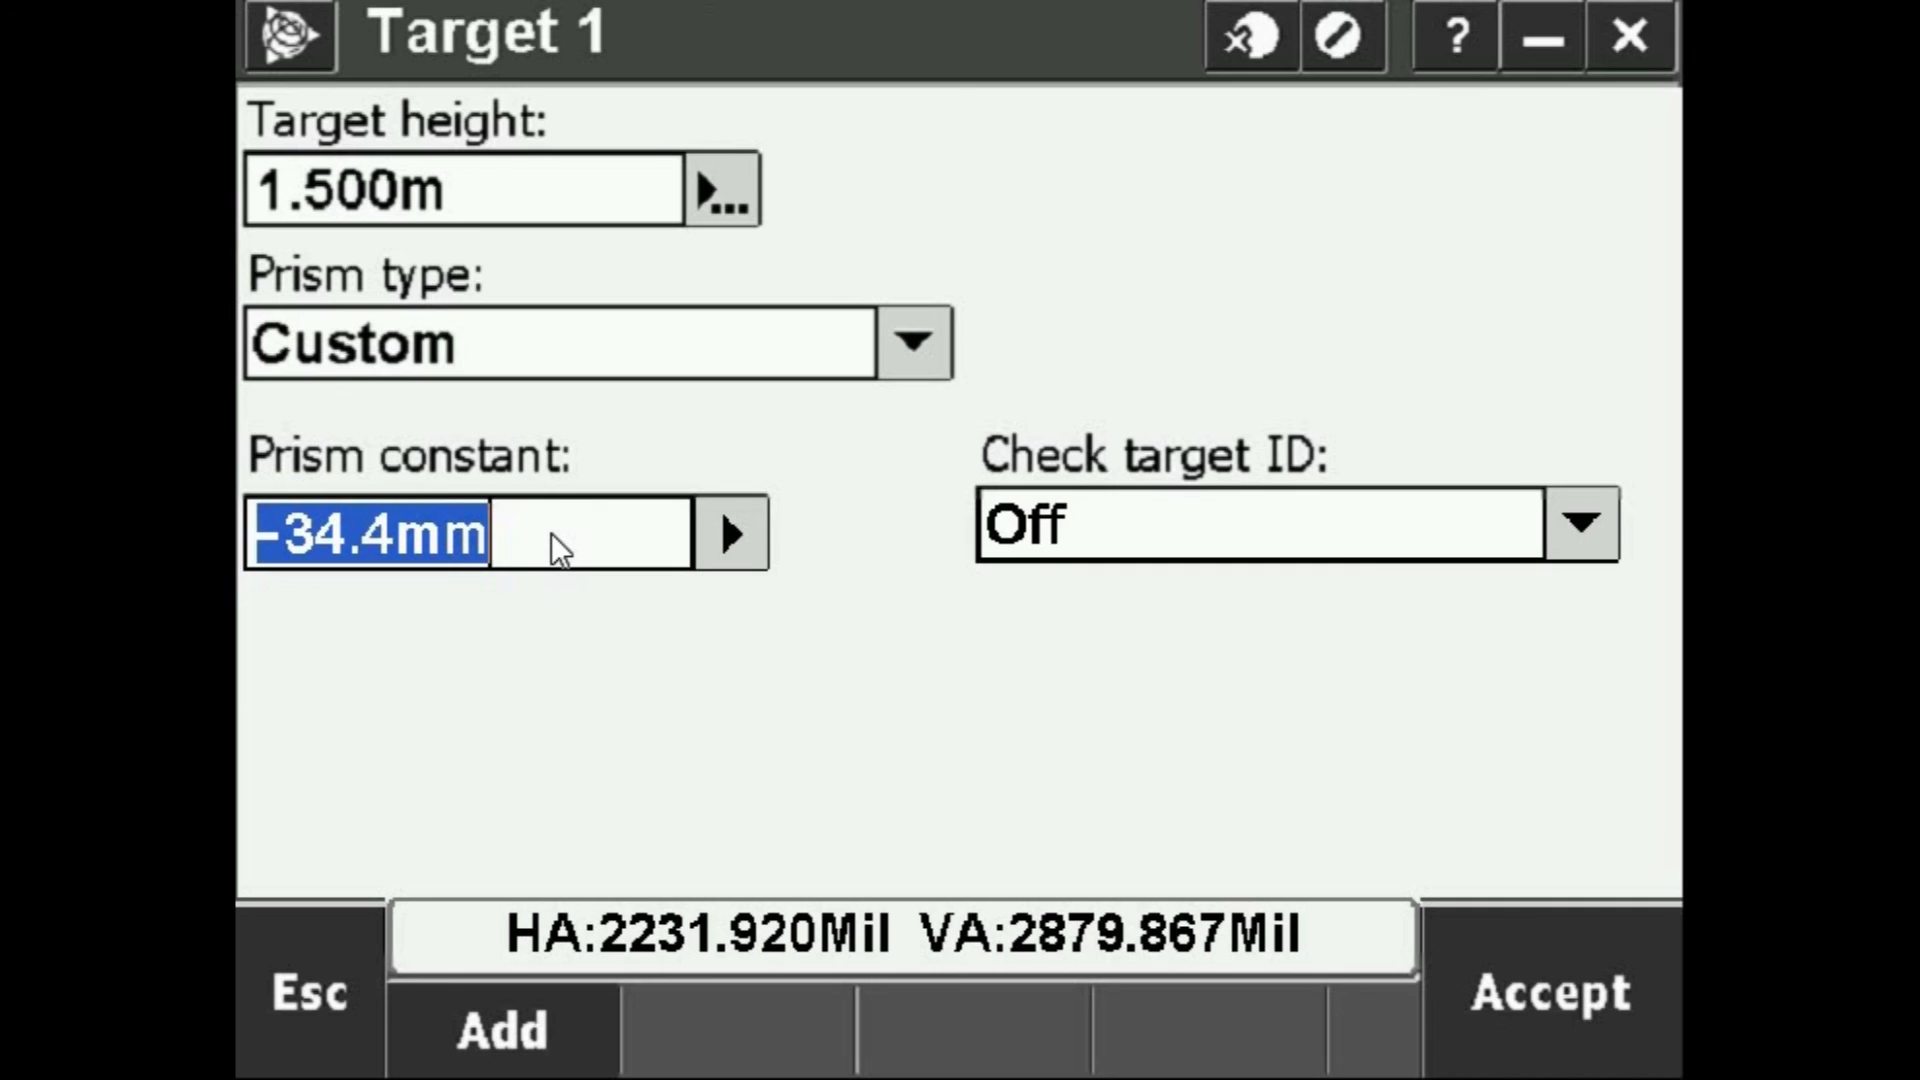 Target 1
?
Target height:
1.500m
Prism type:
Custom
Prism constant:
-34.4mm
Check target ID:
Off
HA:2231.920Mil VA:2879.867Mil
Esc
Add
Accept